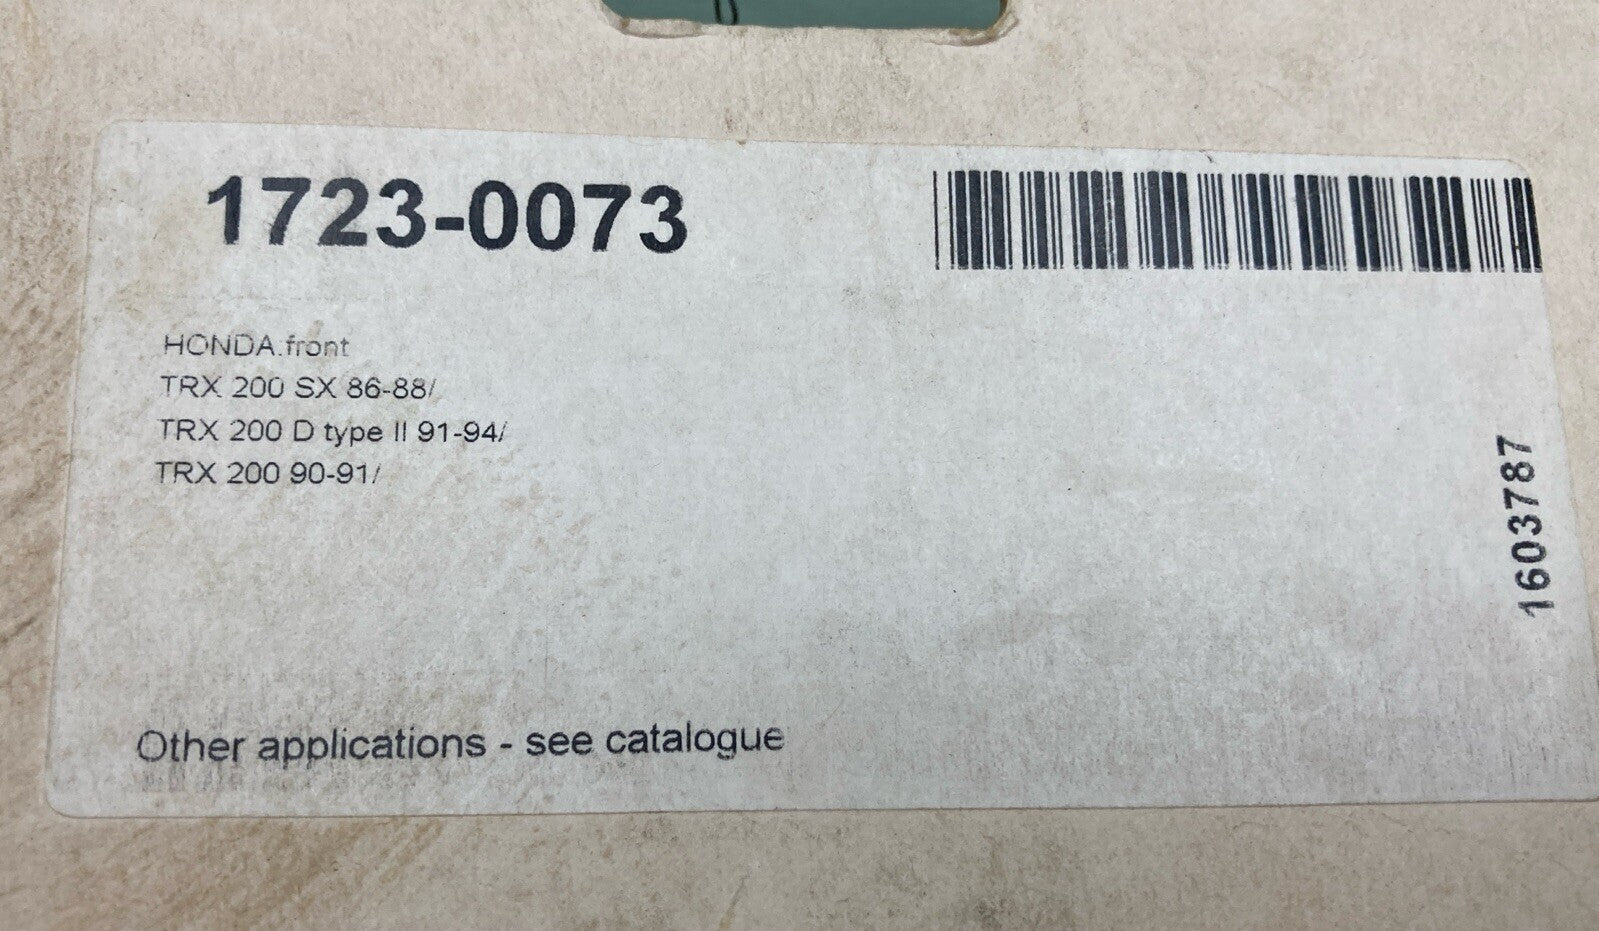 1723-0073
HONDA.front
TRX 200 SX 86-88/
TRX 200 D type II 91-94/
TRX 200 90-91/
1603787
Other applications - see catalogue